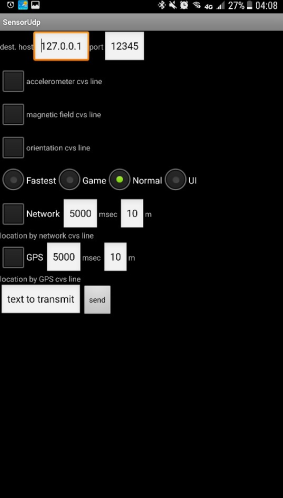 4G 27% 04:08
SensorUdp
dest. host 127.0.0.1 port 12345
accelerometer cvs line
magnetic field cvs line
orientation cvs line
Fastest Game Normal UI
Network 5000 msec 10 m
location by network cvs line
GPS 5000 msec 10 m
location by GPS cvs line
text to transmit send